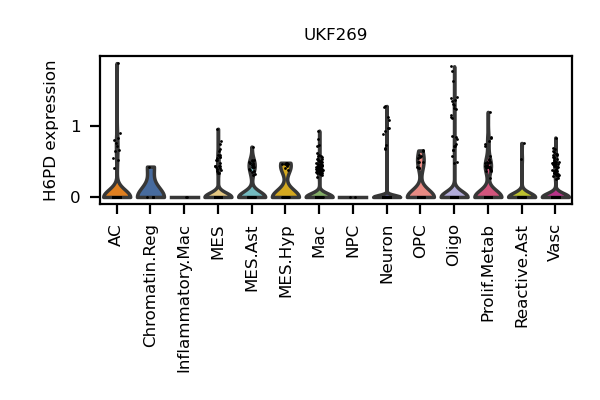 UKF269
H6PD expression
1
0
AC
Chromatin.Reg
Inflammatory.Mac
MES
MES.Ast
MES.Hyp
Mac
NPC
Neuron
OPC
Oligo
Prolif.Metab
Reactive.Ast
Vasc